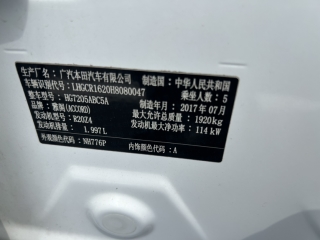 生产厂名：广汽本田汽车有限公司 制造国：中华人民共和国
车辆识别代号：LHGCR1620H8080047 乘坐人数：5
整车型号：HG7205ABC5A 制造年月：2017年07月
品牌：雅阁(ACCORD) 最大允许总质量：1920kg
发动机型号：R20Z4 发动机最大净功率：114kW
发动机排量：1.997L
外观颜色代码：NH776P 内饰颜色代码：A